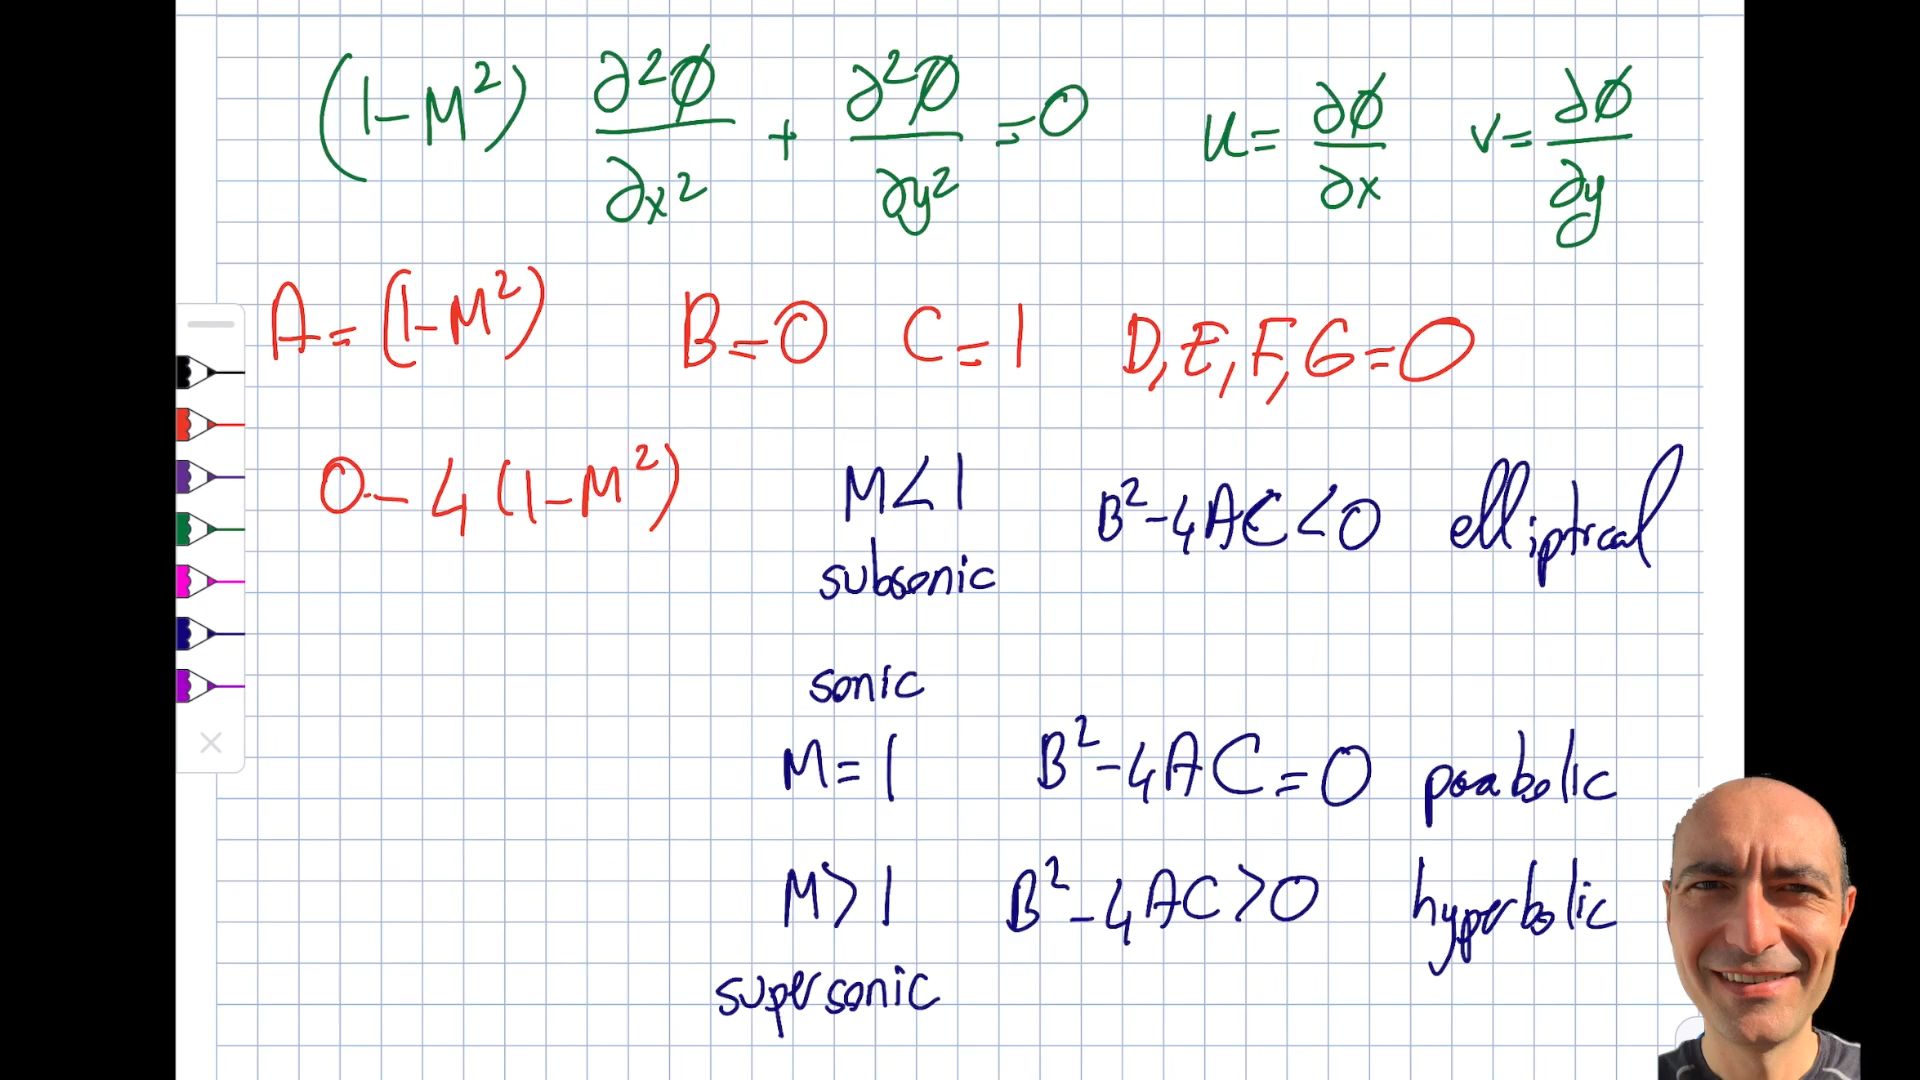 (1-M²) ∂²φ/∂x² + ∂²φ/∂y² = 0 u = ∂φ/∂x v = ∂φ/∂y
A = (1-M²) B = 0 C = 1 D, E, F, G = 0
0 - 4 (1-M²) M < 1 B² - 4AC < 0 elliptical
subsonic
sonic
M = 1 B² - 4AC = 0 parabolic
M > 1 B² - 4AC > 0 hyperbolic
supersonic